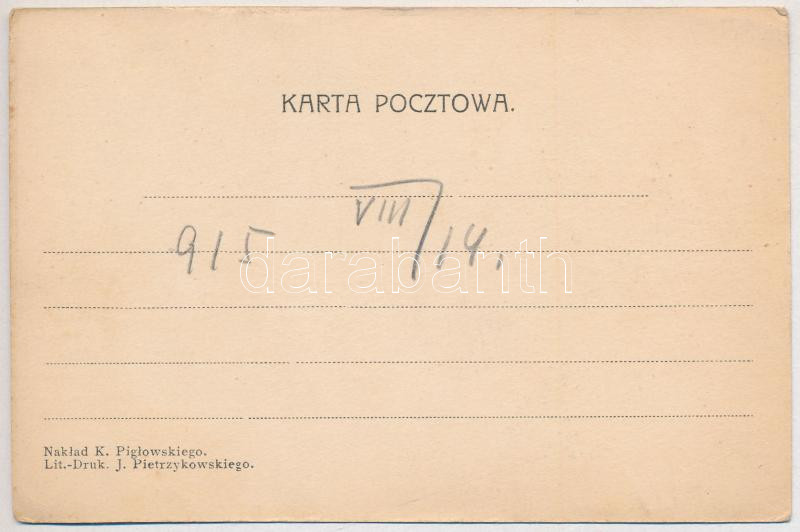 KARTA POCZTOWA.
915 VIII/14.
darabanth
Nakład K. Pigłowskiego.
Lit.-Druk. J. Pietrzykowskiego.